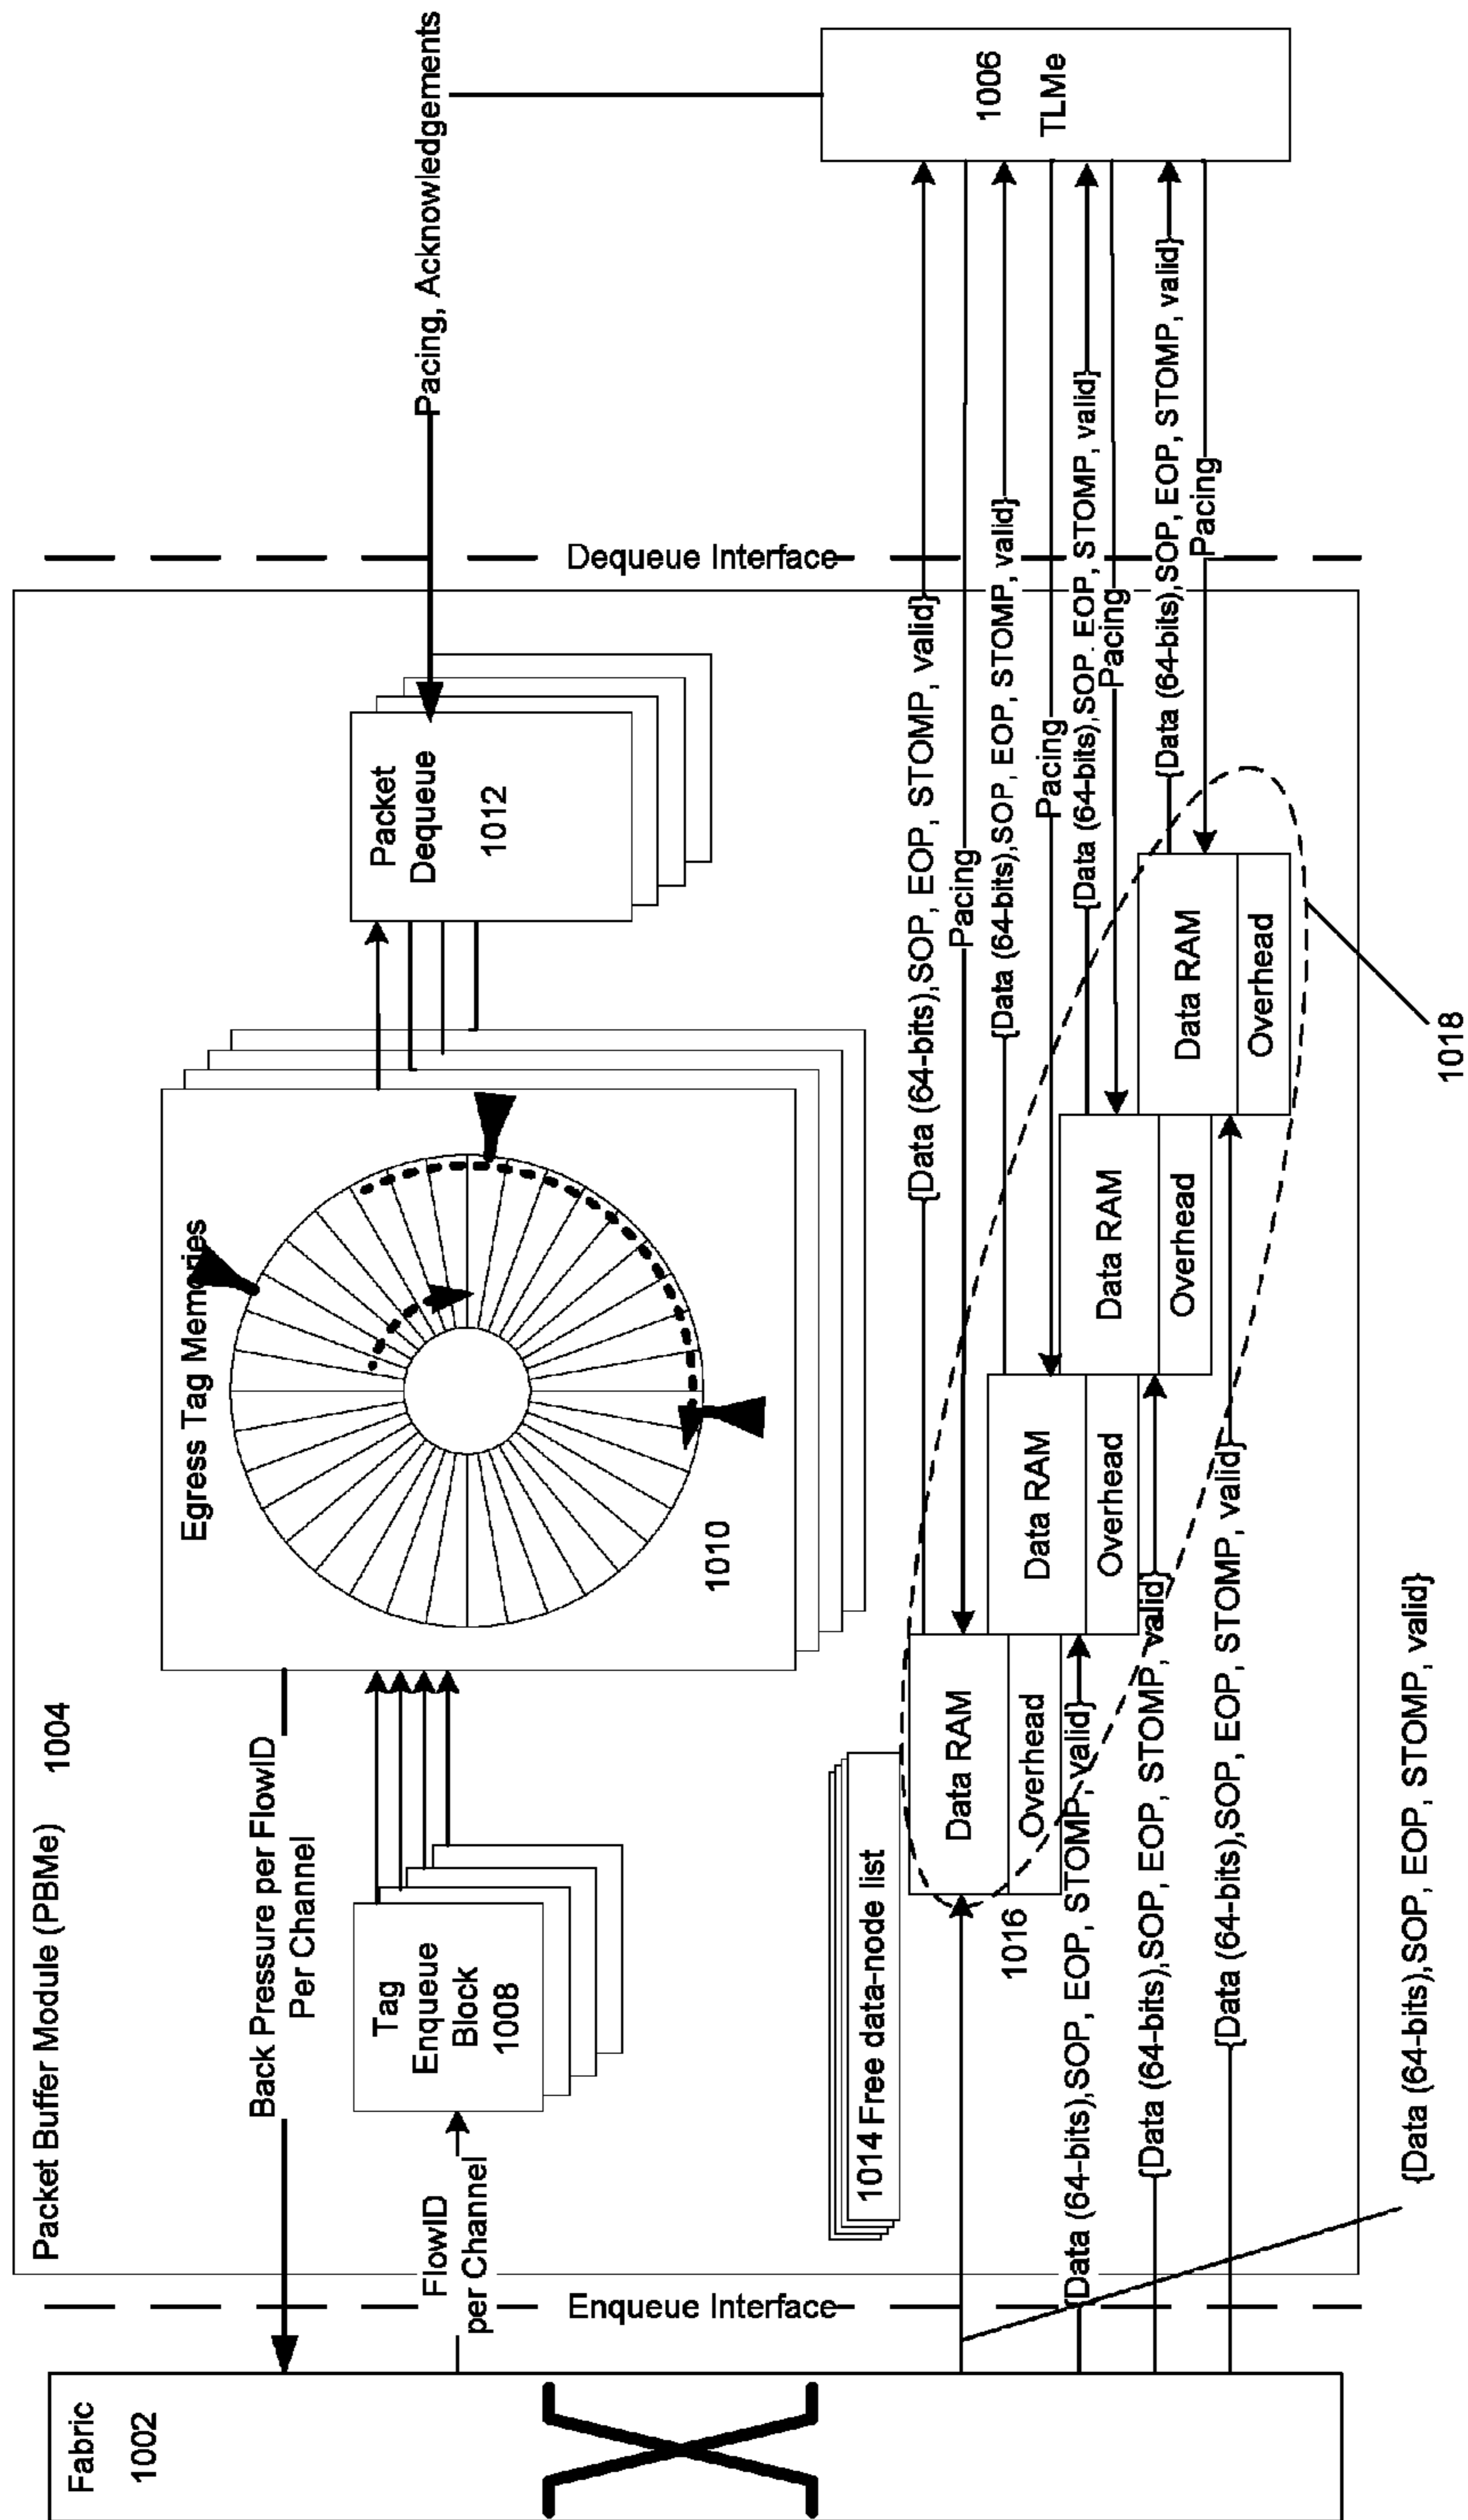 Packet Buffer Module (PBMe) 1004
Fabric
1002
Back Pressure per FlowID
Per Channel
FlowID
per Channel
Enqueue Interface
Tag
Enqueue
Block
1008
Egress Tag Memories
1010
Packet
Dequeue
1012
Pacing, Acknowledgements
Dequeue Interface
1006
TLMe
1014 Free data-node list
Data RAM
Overhead
1016
Data RAM
Overhead
Data RAM
Overhead
Data RAM
Overhead
1018
{Data (64-bits),SOP, EOP, STOMP, valid}
Pacing
{Data (64-bits),SOP, EOP, STOMP, valid}
Pacing
{Data (64-bits),SOP. EOP, STOMP, valid}
Pacing
{Data (64-bits),SOP, EOP, STOMP, valid}
Pacing
{Data (64-bits),SOP, EOP, STOMP, valid}
{Data (64-bits),SOP, EOP, STOMP, valid}
{Data (64-bits),SOP, EOP, STOMP, valid}
{Data (64-bits),SOP, EOP, STOMP, valid}